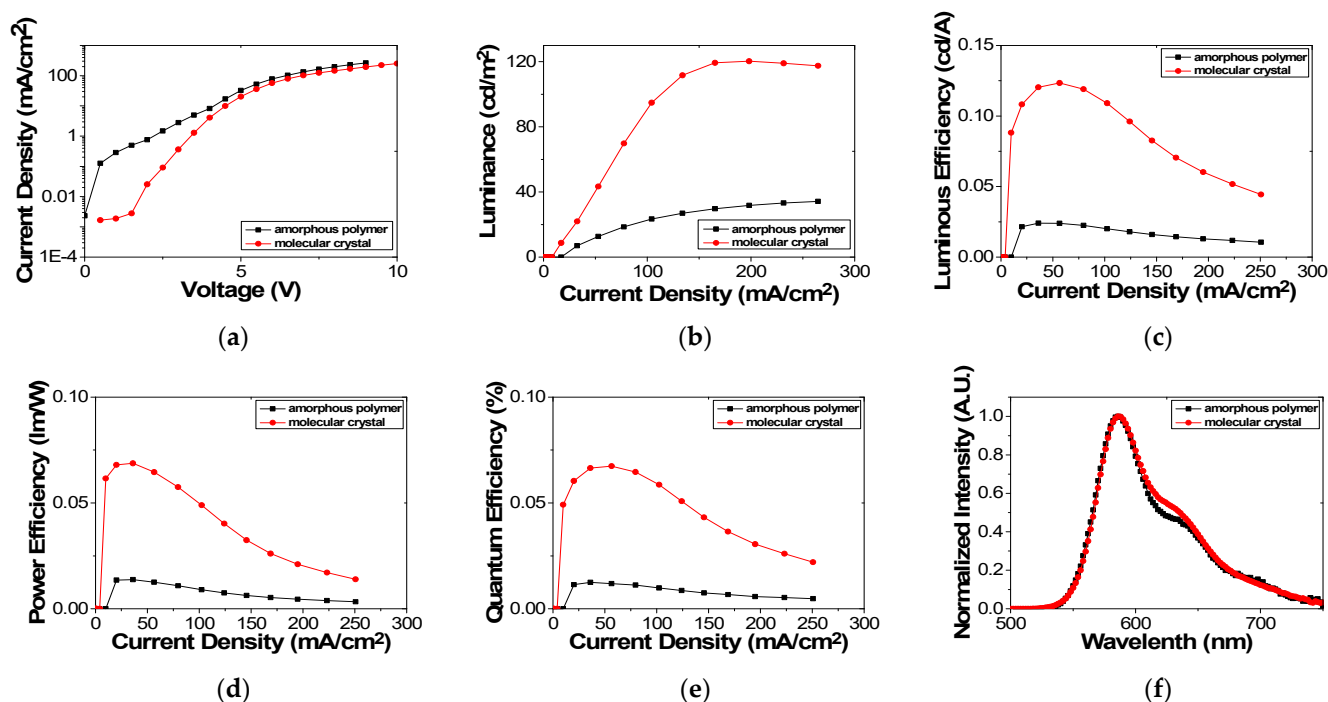 Current Density (mA/cm2)
100
1
0.01
1E-4
0
5
10
amorphous polymer
molecular crystal
Voltage (V)
(a)
Luminance (cd/m2)
120
80
40
0
0
100
200
300
amorphous polymer
molecular crystal
Current Density (mA/cm2)
(b)
Luminous Efficiency (cd/A)
0.15
0.10
0.05
0.00
0
50
100
150
200
250
300
amorphous polymer
molecular crystal
Current Density (mA/cm2)
(c)
Power Efficiency (lm/W)
0.10
0.05
0.00
0
50
100
150
200
250
300
amorphous polymer
molecular crystal
Current Density (mA/cm2)
(d)
Quantum Efficiency (%)
0.10
0.05
0.00
0
50
100
150
200
250
300
amorphous polymer
molecular crystal
Current Density (mA/cm2)
(e)
Normalized Intensity (A.U.)
1.0
0.8
0.6
0.4
0.2
0.0
500
600
700
amorphous polymer
molecular crystal
Wavelenth (nm)
(f)